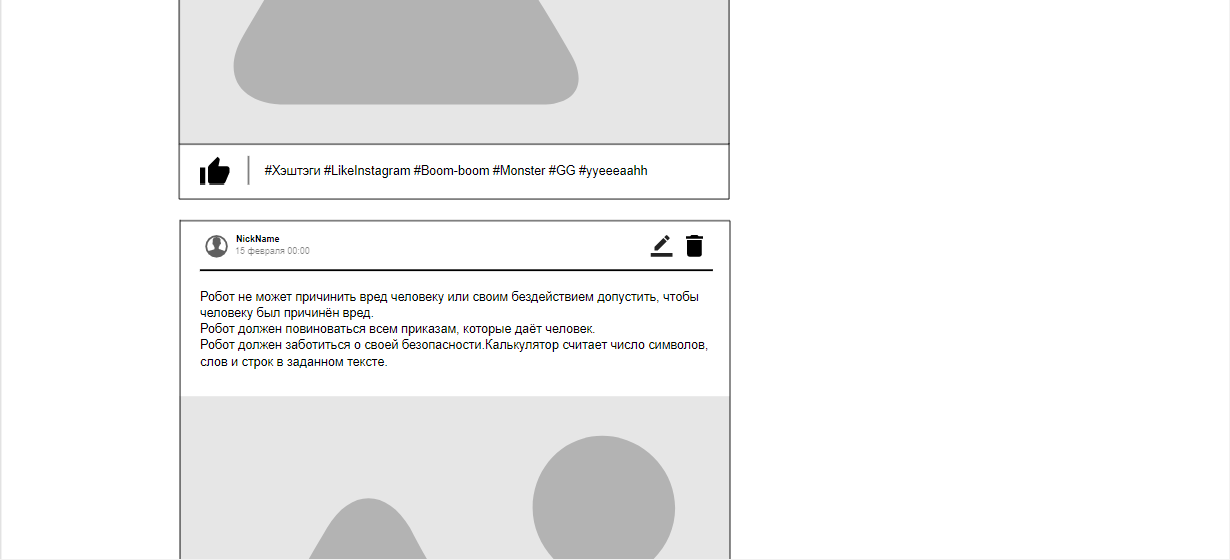 #Хэштэги #LikeInstagram #Boom-boom #Monster #GG #yyeeeaahh
NickName
15 февраля 00:00
Робот не может причинить вред человеку или своим бездействием допустить, чтобы
человеку был причинён вред.
Робот должен повиноваться всем приказам, которые даёт человек.
Робот должен заботиться о своей безопасности.Калькулятор считает число символов,
слов и строк в заданном тексте.